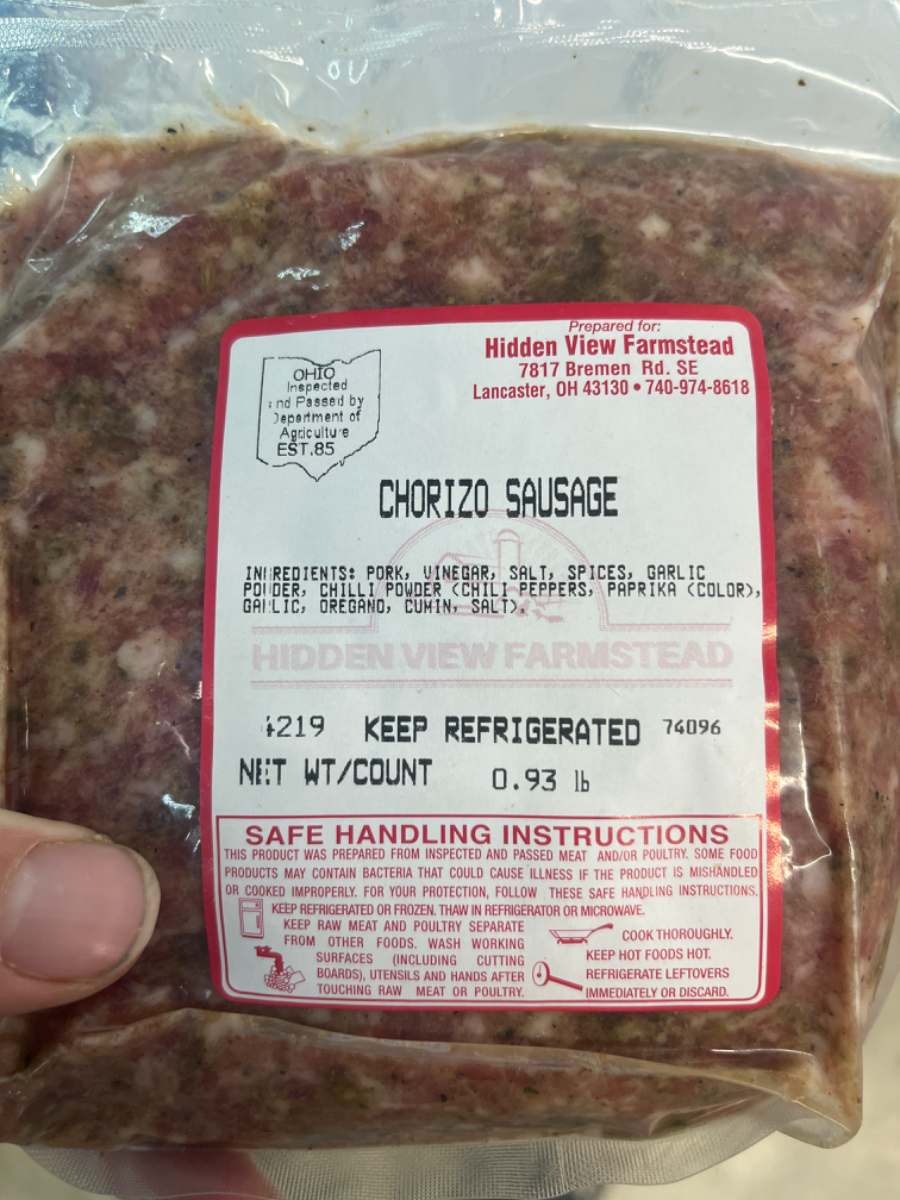 Prepared for:
Hidden View Farmstead
7817 Bremen Rd. SE
Lancaster, OH 43130 • 740-974-8618
OHIO
Inspected
and Passed by
Department of
Agriculture
EST.85
CHORIZO SAUSAGE
INGREDIENTS: PORK, VINEGAR, SALT, SPICES, GARLIC
POWDER, CHILLI POWDER (CHILI PEPPERS, PAPRIKA (COLOR),
GARLIC, OREGANO, CUMIN, SALT).
HIDDEN VIEW FARMSTEAD
4219 KEEP REFRIGERATED 74096
NET WT/COUNT 0.93 lb
SAFE HANDLING INSTRUCTIONS
THIS PRODUCT WAS PREPARED FROM INSPECTED AND PASSED MEAT AND/OR POULTRY. SOME FOOD
PRODUCTS MAY CONTAIN BACTERIA THAT COULD CAUSE ILLNESS IF THE PRODUCT IS MISHANDLED
OR COOKED IMPROPERLY. FOR YOUR PROTECTION, FOLLOW THESE SAFE HANDLING INSTRUCTIONS.
KEEP REFRIGERATED OR FROZEN. THAW IN REFRIGERATOR OR MICROWAVE.
KEEP RAW MEAT AND POULTRY SEPARATE
FROM OTHER FOODS. WASH WORKING
SURFACES (INCLUDING CUTTING
BOARDS), UTENSILS AND HANDS AFTER
TOUCHING RAW MEAT OR POULTRY.
COOK THOROUGHLY.
KEEP HOT FOODS HOT.
REFRIGERATE LEFTOVERS
IMMEDIATELY OR DISCARD.